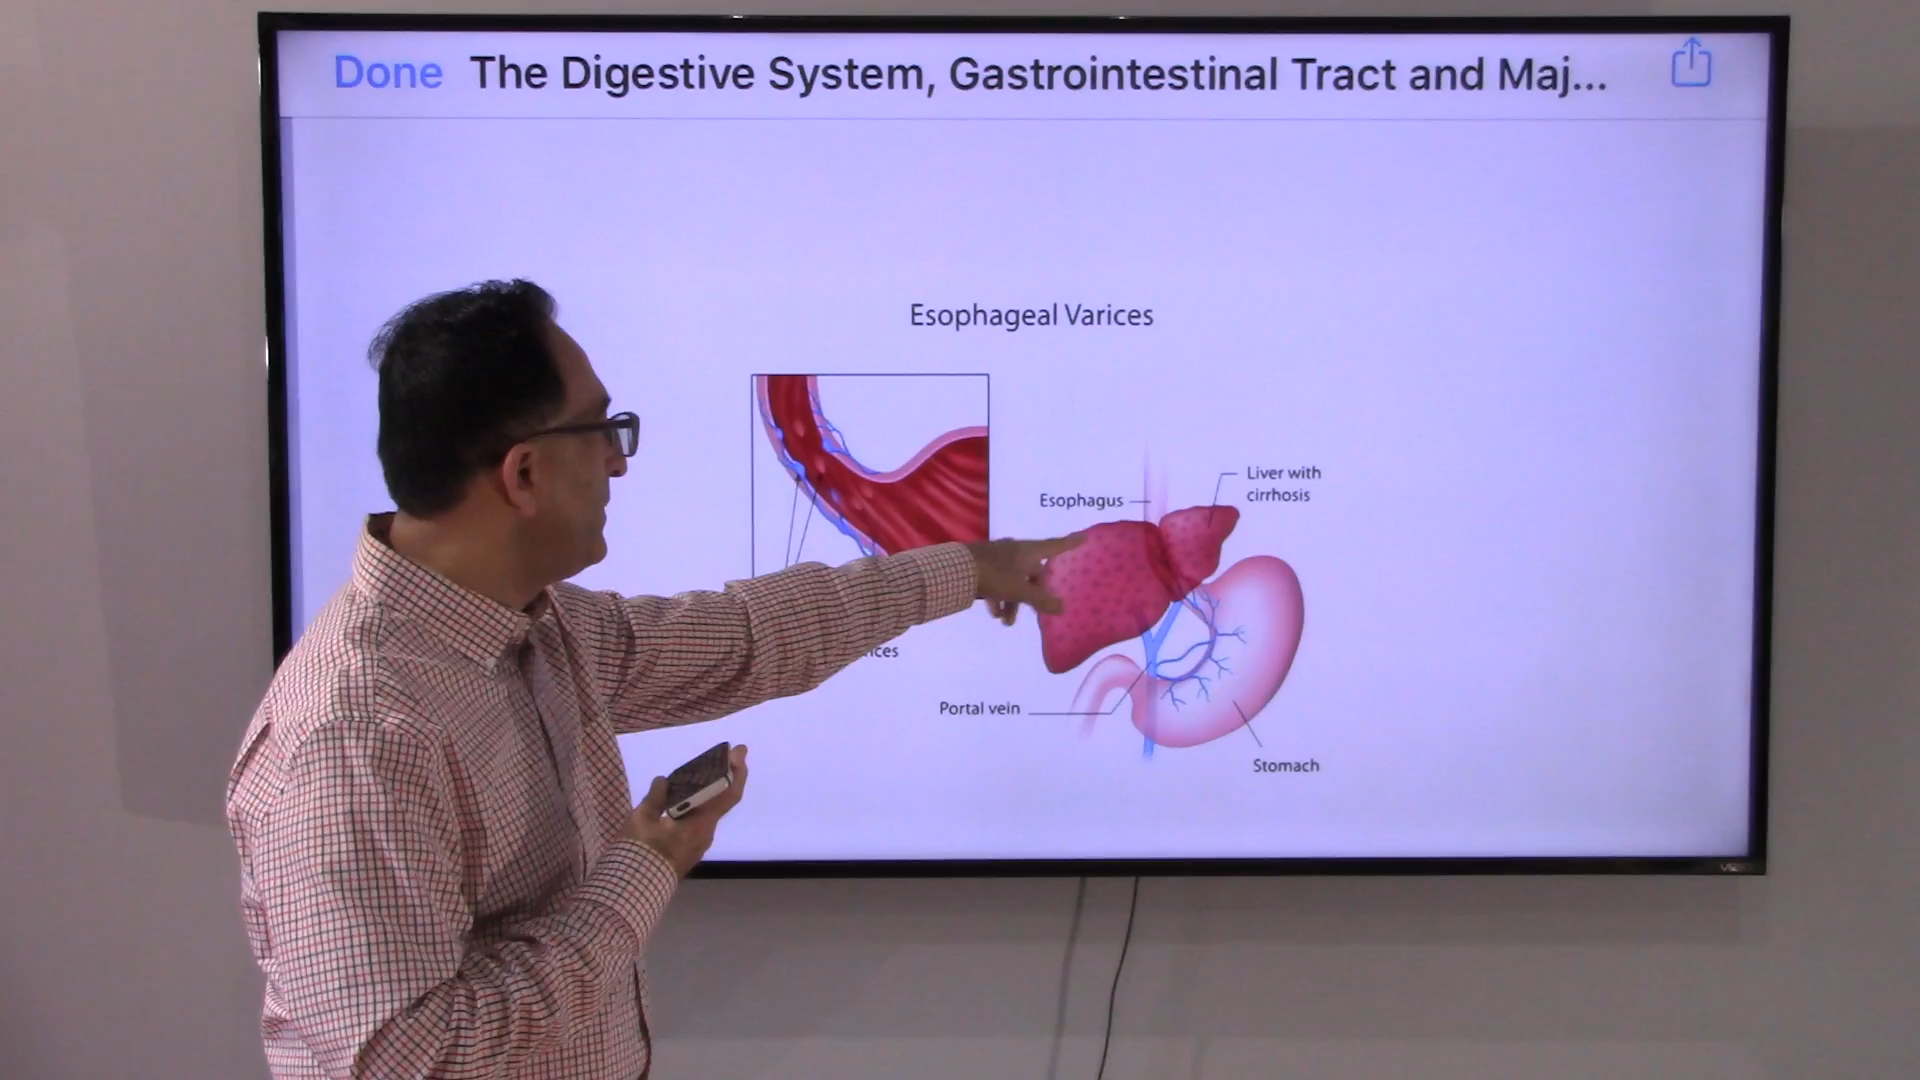 Done The Digestive System, Gastrointestinal Tract and Maj...
Esophageal Varices
Esophagus
Liver with
cirrhosis
Portal vein
Stomach